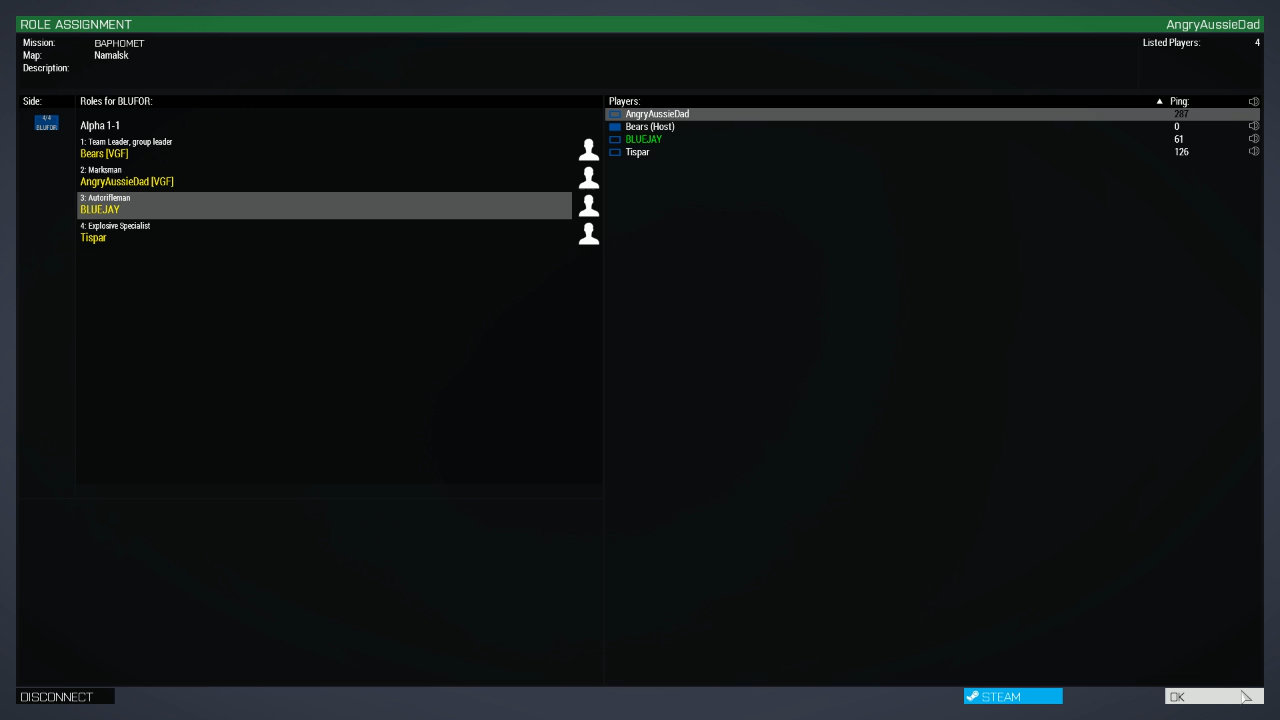 ROLE ASSIGNMENT AngryAussieDad
Mission: BAPHOMET Listed Players: 4
Map: Namalsk
Description:
Side: Roles for BLUFOR: Players: Ping:
4/4
BLUFOR
Alpha 1-1
1: Team Leader, group leader
Bears [VGF]
2: Marksman
AngryAussieDad [VGF]
3: Autorifleman
BLUEJAY
4: Explosive Specialist
Tispar
AngryAussieDad 287
Bears (Host) 0
BLUEJAY 61
Tispar 126
DISCONNECT STEAM OK